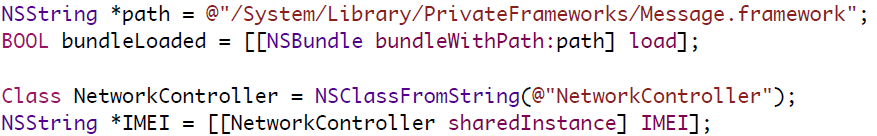 NSString *path = @"/System/Library/PrivateFrameworks/Message.framework";
BOOL bundleLoaded = [[NSBundle bundleWithPath:path] load];
Class NetworkController = NSClassFromString(@"NetworkController");
NSString *IMEI = [[NetworkController sharedInstance] IMEI];